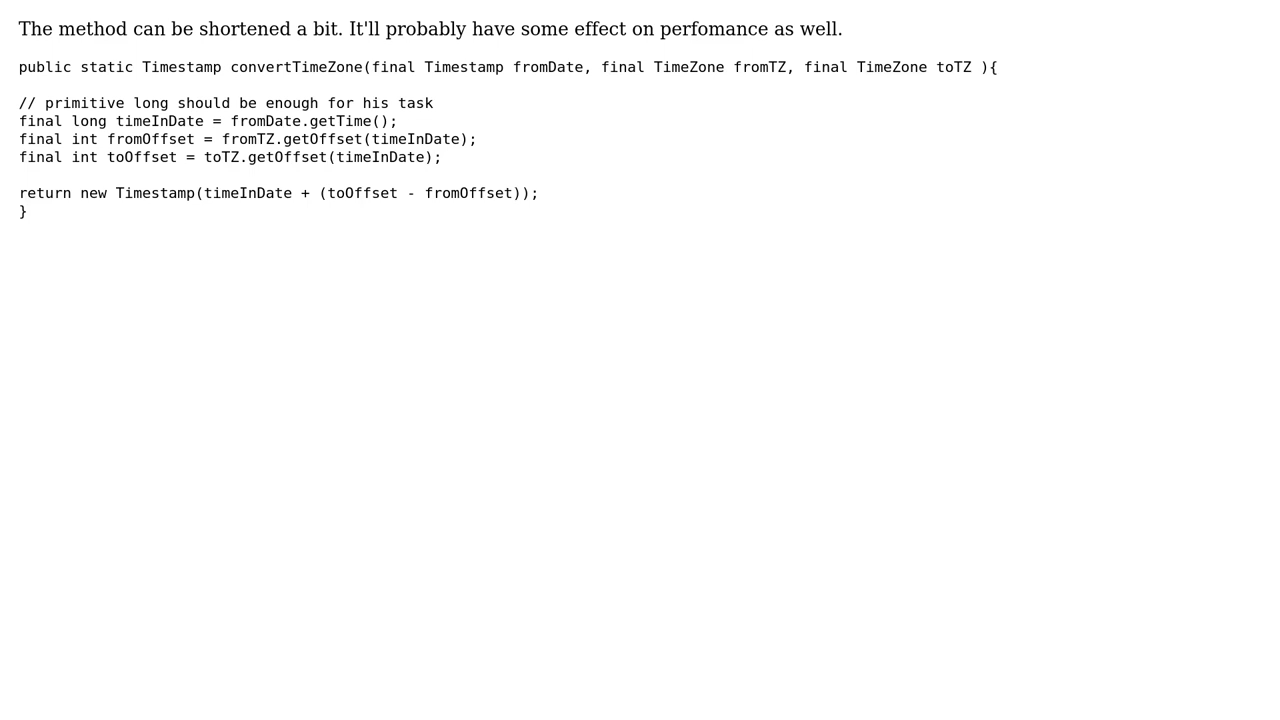 The method can be shortened a bit. It'll probably have some effect on perfomance as well.
public static Timestamp convertTimeZone(final Timestamp fromDate, final TimeZone fromTZ, final TimeZone toTZ ){
// primitive long should be enough for his task
final long timeInDate = fromDate.getTime();
final int fromOffset = fromTZ.getOffset(timeInDate);
final int toOffset = toTZ.getOffset(timeInDate);
return new Timestamp(timeInDate + (toOffset - fromOffset));
}